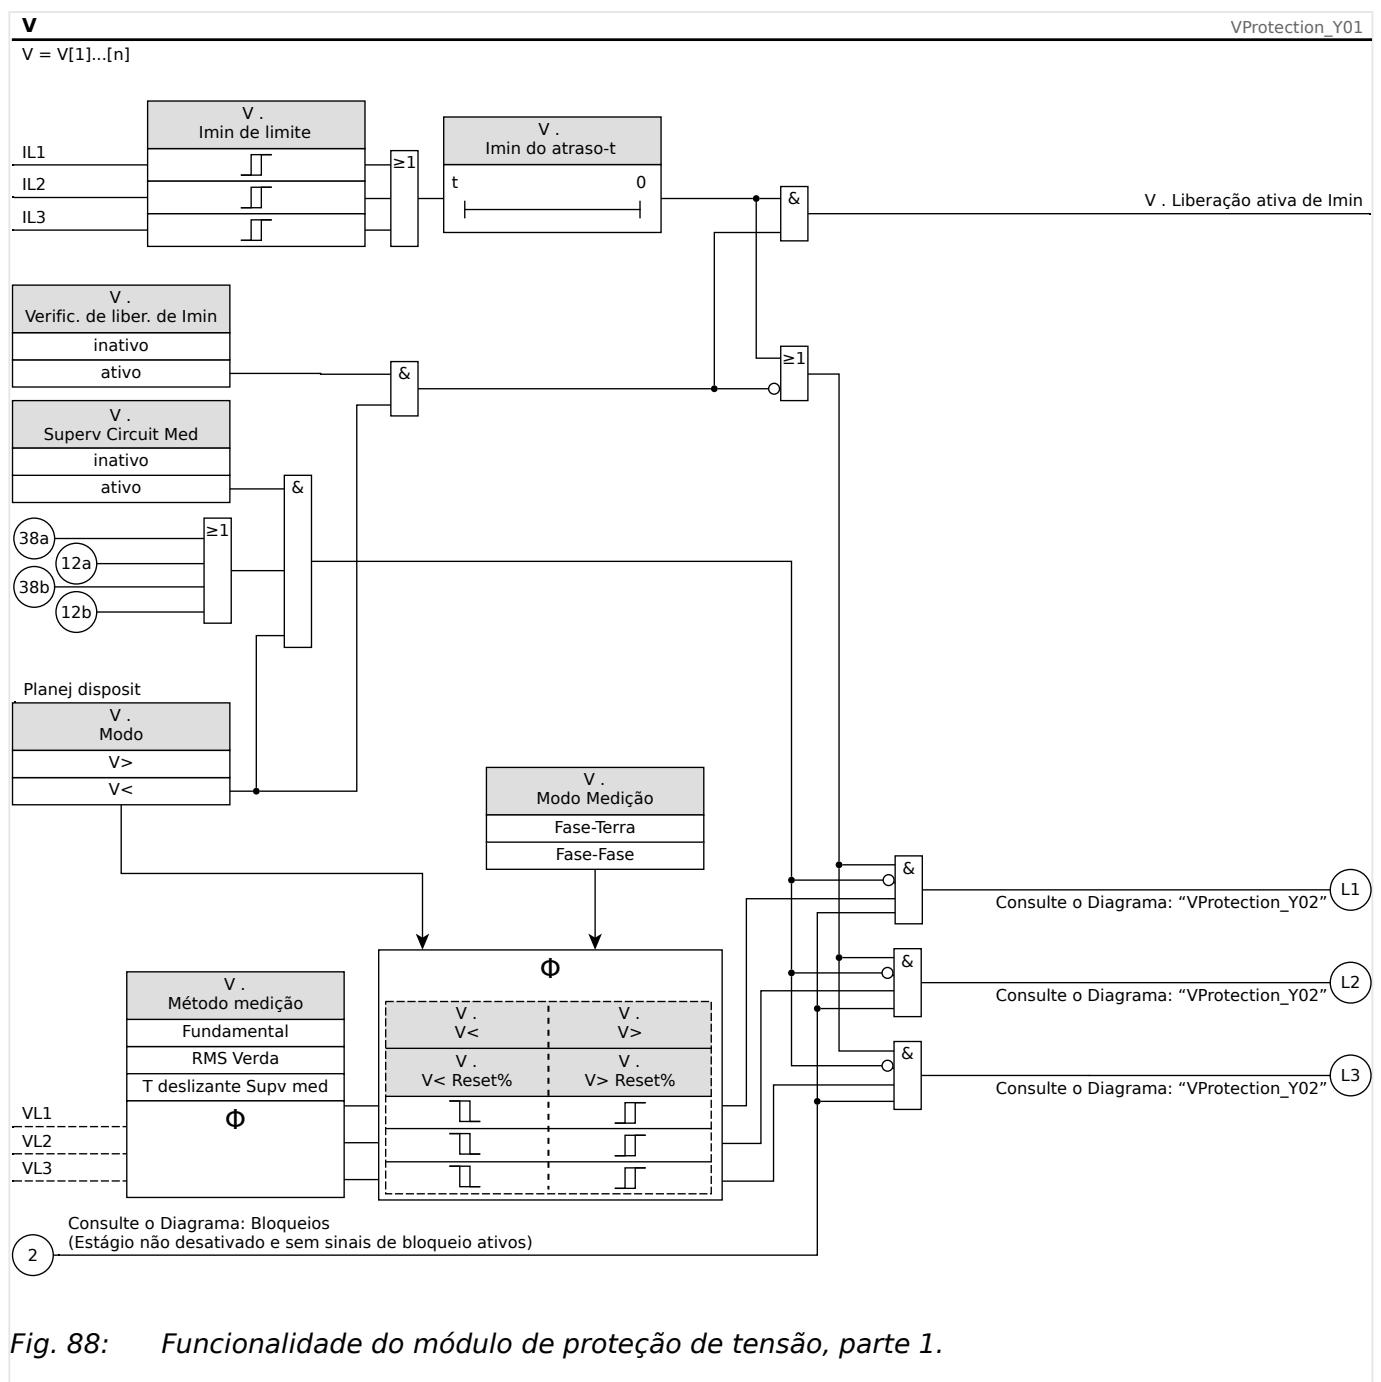 V
VProtection_Y01
V = V[1]...[n]
V .
Imin de limite
IL1
IL2
IL3
≥1
V .
Imin do atraso-t
t
0
&
V . Liberação ativa de Imin
V .
Verific. de liber. de Imin
inativo
ativo
&
≥1
V .
Superv Circuit Med
inativo
ativo
&
38a
12a
38b
12b
≥1
Planej disposit
V .
Modo
V>
V<
V .
Modo Medição
Fase-Terra
Fase-Fase
&
L1
Consulte o Diagrama: “VProtection_Y02”
&
L2
Consulte o Diagrama: “VProtection_Y02”
&
L3
Consulte o Diagrama: “VProtection_Y02”
V .
Método medição
Fundamental
RMS Verda
T deslizante Supv med
Φ
VL1
VL2
VL3
Φ
V .
V<
V .
V>
V .
V< Reset%
V .
V> Reset%
Consulte o Diagrama: Bloqueios
(Estágio não desativado e sem sinais de bloqueio ativos)
2
Fig. 88: Funcionalidade do módulo de proteção de tensão, parte 1.